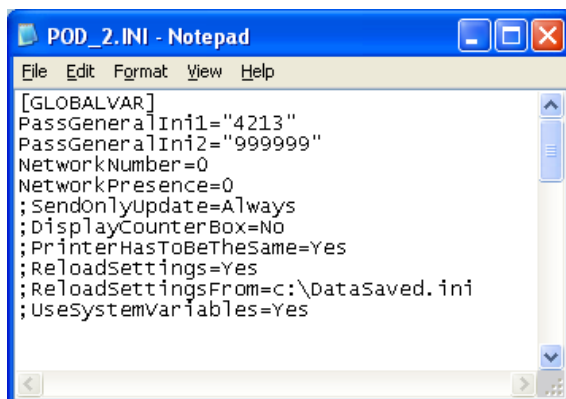 POD_2.INI - Notepad
File Edit Format View Help
[GLOBALVAR]
PassGeneralIni1="4213"
PassGeneralIni2="999999"
NetworkNumber=0
NetworkPresence=0
;SendOnlyUpdate=Always
;DisplayCounterBox=No
;PrinterHasToBeTheSame=Yes
;ReloadSettings=Yes
;ReloadSettingsFrom=c:\DataSaved.ini
;UseSystemVariables=Yes